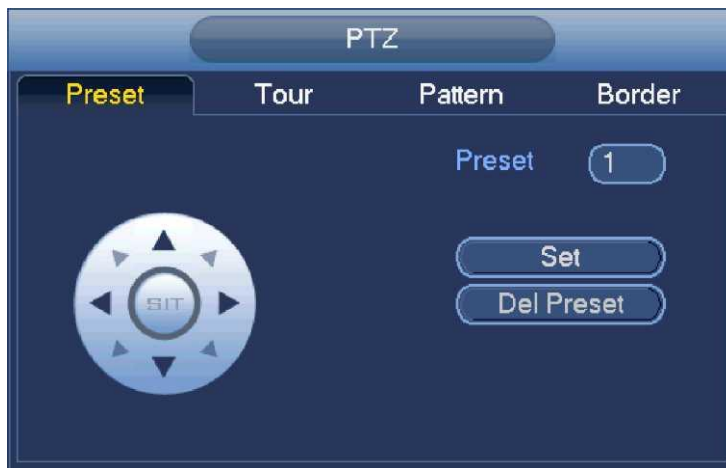 PTZ
Preset Tour Pattern Border
Preset 1
Set
SIT
Del Preset